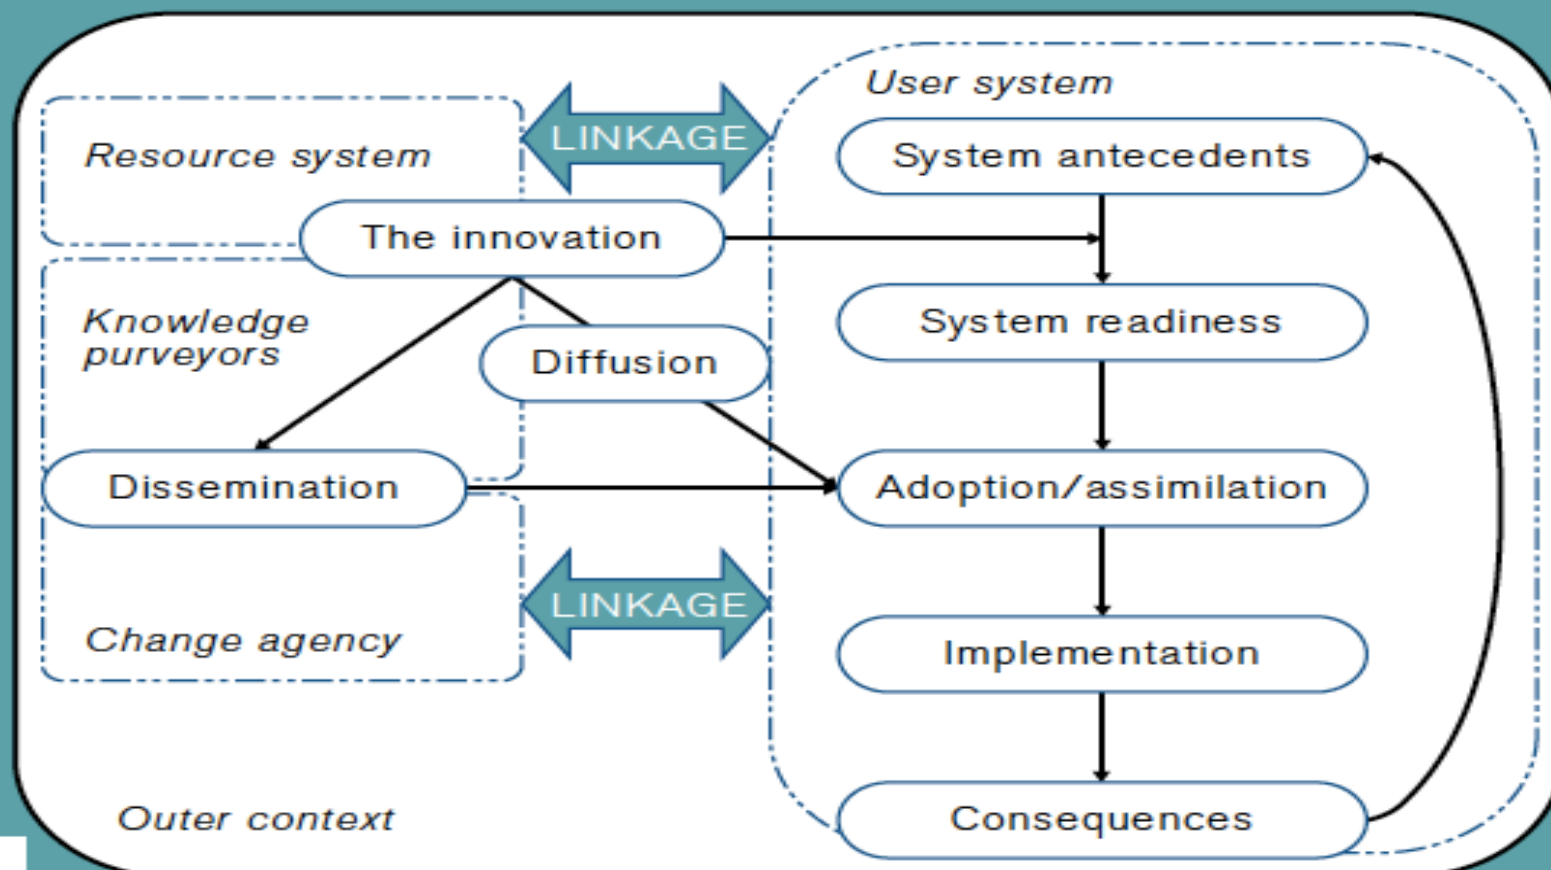 User system
LINKAGE
Resource system
System antecedents
The innovation
Knowledge
purveyors
System readiness
Diffusion
Dissemination
Adoption/assimilation
LINKAGE
Change agency
Implementation
Outer context
Consequences